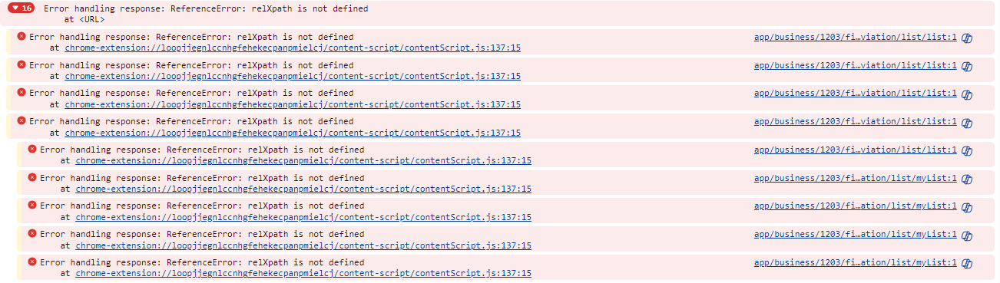 16 Error handling response: ReferenceError: relXpath is not defined
at <URL>
Error handling response: ReferenceError: relXpath is not defined app/business/1203/fi…viation/list/list:1
at chrome-extension://loopjjegnlccnhgfehekecpanpmielcj/content-script/contentScript.js:137:15
Error handling response: ReferenceError: relXpath is not defined app/business/1203/fi…viation/list/list:1
at chrome-extension://loopjjegnlccnhgfehekecpanpmielcj/content-script/contentScript.js:137:15
Error handling response: ReferenceError: relXpath is not defined app/business/1203/fi…viation/list/list:1
at chrome-extension://loopjjegnlccnhgfehekecpanpmielcj/content-script/contentScript.js:137:15
Error handling response: ReferenceError: relXpath is not defined app/business/1203/fi…viation/list/list:1
at chrome-extension://loopjjegnlccnhgfehekecpanpmielcj/content-script/contentScript.js:137:15
Error handling response: ReferenceError: relXpath is not defined app/business/1203/fi…viation/list/list:1
at chrome-extension://loopjjegnlccnhgfehekecpanpmielcj/content-script/contentScript.js:137:15
Error handling response: ReferenceError: relXpath is not defined app/business/1203/fi…ation/list/myList:1
at chrome-extension://loopjjegnlccnhgfehekecpanpmielcj/content-script/contentScript.js:137:15
Error handling response: ReferenceError: relXpath is not defined app/business/1203/fi…ation/list/myList:1
at chrome-extension://loopjjegnlccnhgfehekecpanpmielcj/content-script/contentScript.js:137:15
Error handling response: ReferenceError: relXpath is not defined app/business/1203/fi…ation/list/myList:1
at chrome-extension://loopjjegnlccnhgfehekecpanpmielcj/content-script/contentScript.js:137:15
Error handling response: ReferenceError: relXpath is not defined app/business/1203/fi…ation/list/myList:1
at chrome-extension://loopjjegnlccnhgfehekecpanpmielcj/content-script/contentScript.js:137:15